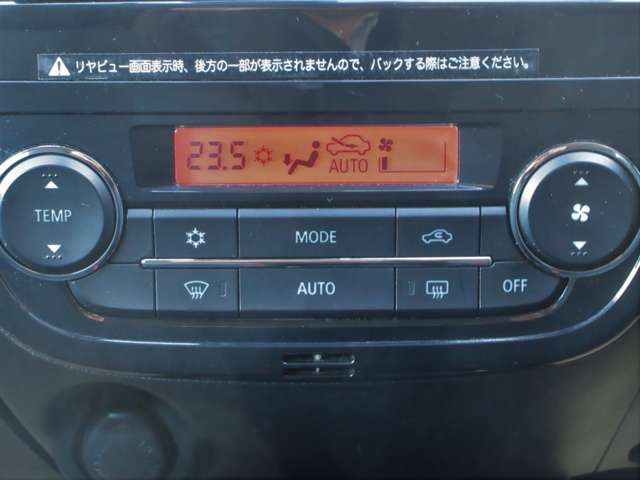 リヤビュー画面表示時、後方の一部が表示されませんので、バックする際はご注意ください。
23.5
AUTO
TEMP
MODE
AUTO
OFF